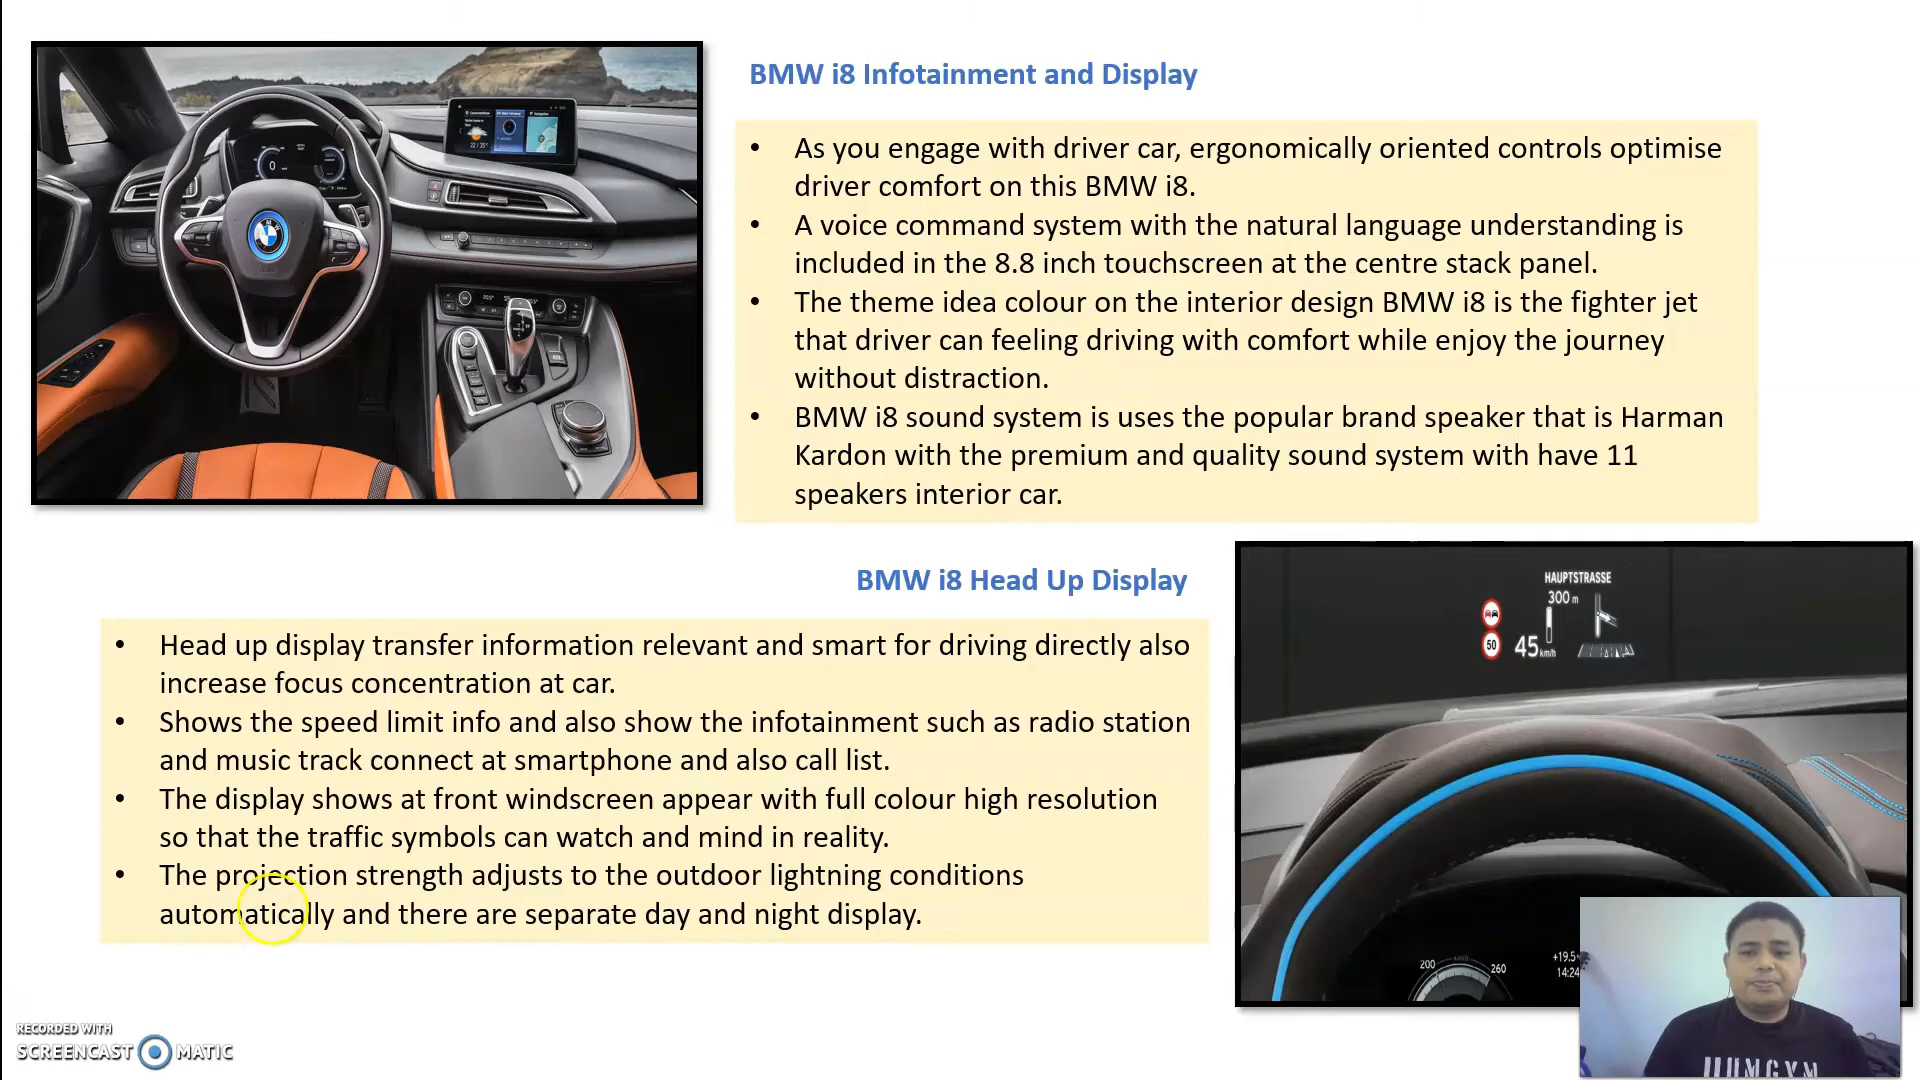 BMW i8 Infotainment and Display
• As you engage with driver car, ergonomically oriented controls optimise
driver comfort on this BMW i8.
• A voice command system with the natural language understanding is
included in the 8.8 inch touchscreen at the centre stack panel.
• The theme idea colour on the interior design BMW i8 is the fighter jet
that driver can feeling driving with comfort while enjoy the journey
without distraction.
• BMW i8 sound system is uses the popular brand speaker that is Harman
Kardon with the premium and quality sound system with have 11
speakers interior car.
BMW i8 Head Up Display
• Head up display transfer information relevant and smart for driving directly also
increase focus concentration at car.
• Shows the speed limit info and also show the infotainment such as radio station
and music track connect at smartphone and also call list.
• The display shows at front windscreen appear with full colour high resolution
so that the traffic symbols can watch and mind in reality.
• The projection strength adjusts to the outdoor lightning conditions
automatically and there are separate day and night display.
HAUPTSTRASSE
300 m
50
45 km/h
200
260
+19.5
14:24
RECORDED WITH
SCREENCAST MATIC